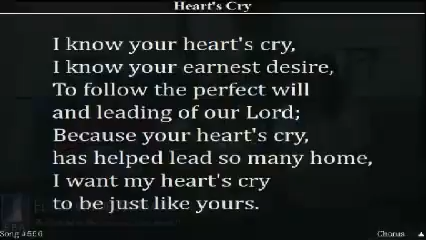 Heart's Cry
I know your heart's cry,
I know your earnest desire,
To follow the perfect will
and leading of our Lord;
Because your heart's cry,
has helped lead so many home,
I want my heart's cry
to be just like yours.
Chorus